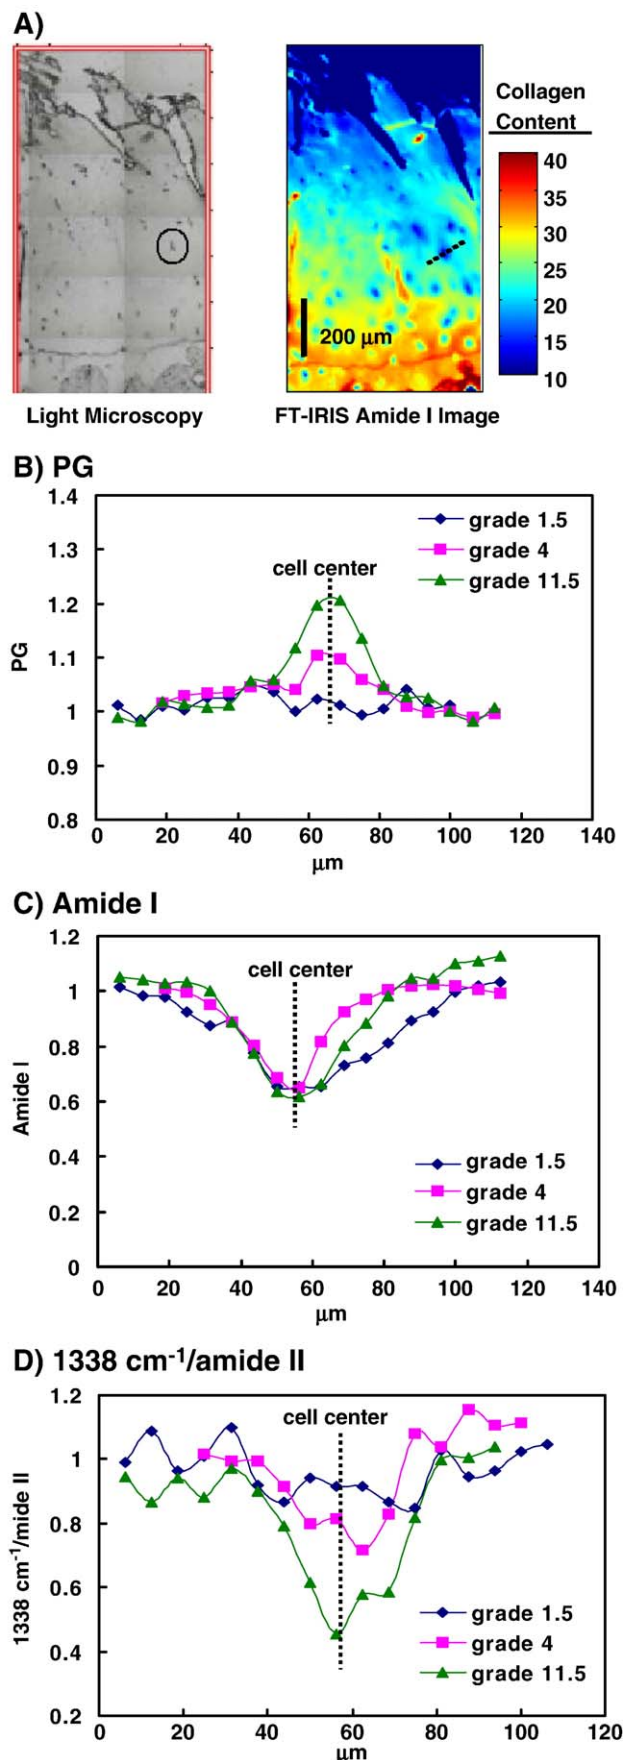 A)
Collagen
Content
40
35
30
25
20
15
10
200 μm
Light Microscopy
FT-IRIS Amide I Image
B) PG
1.4
1.3
1.2
1.1
1
0.9
0.8
PG
grade 1.5
grade 4
grade 11.5
cell center
0 20 40 60 80 100 120 140
μm
C) Amide I
1.2
1
0.8
0.6
0.4
0.2
0
Amide I
cell center
grade 1.5
grade 4
grade 11.5
0 20 40 60 80 100 120 140
μm
D) 1338 cm⁻¹/amide II
1.2
1
0.8
0.6
0.4
0.2
1338 cm⁻¹/mide II
cell center
grade 1.5
grade 4
grade 11.5
0 20 40 60 80 100 120
μm